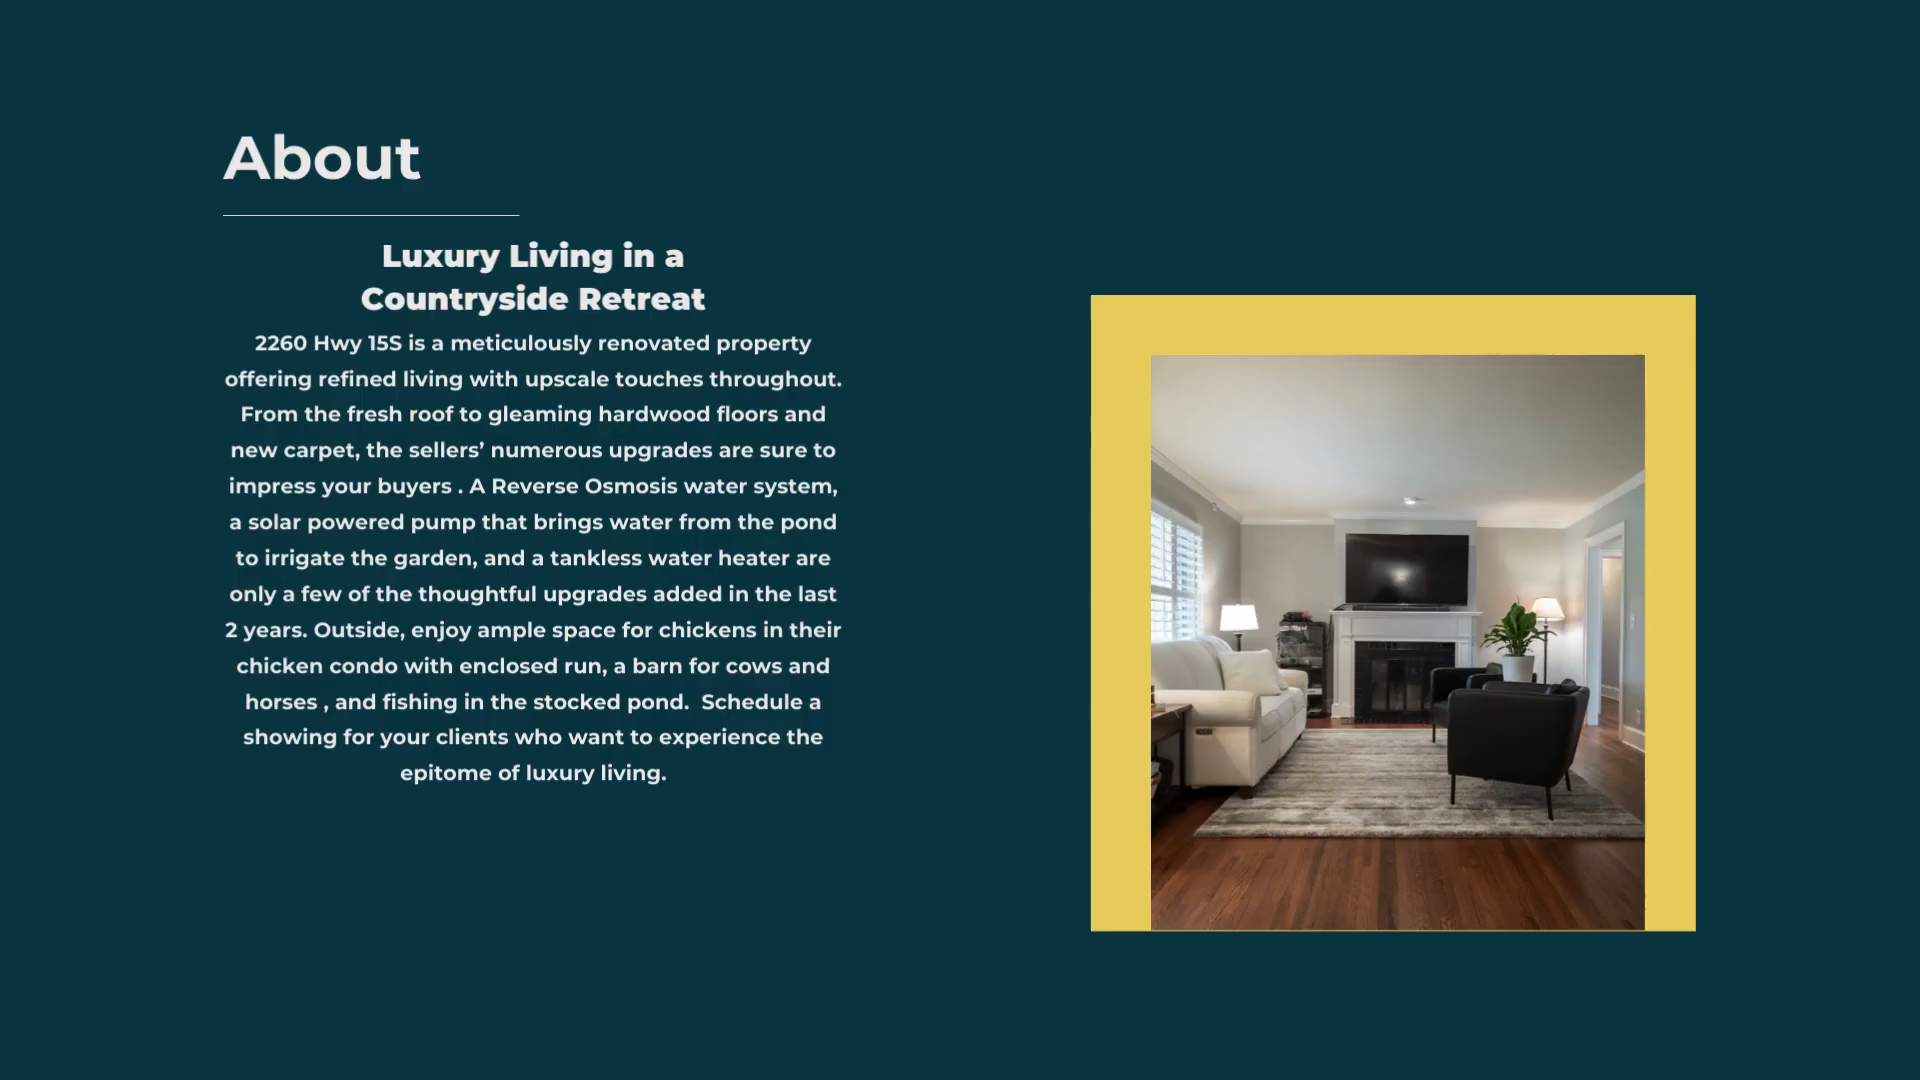 About
Luxury Living in a
Countryside Retreat
2260 Hwy 15S is a meticulously renovated property
offering refined living with upscale touches throughout.
From the fresh roof to gleaming hardwood floors and
new carpet, the sellers’ numerous upgrades are sure to
impress your buyers . A Reverse Osmosis water system,
a solar powered pump that brings water from the pond
to irrigate the garden, and a tankless water heater are
only a few of the thoughtful upgrades added in the last
2 years. Outside, enjoy ample space for chickens in their
chicken condo with enclosed run, a barn for cows and
horses , and fishing in the stocked pond.  Schedule a
showing for your clients who want to experience the
epitome of luxury living.